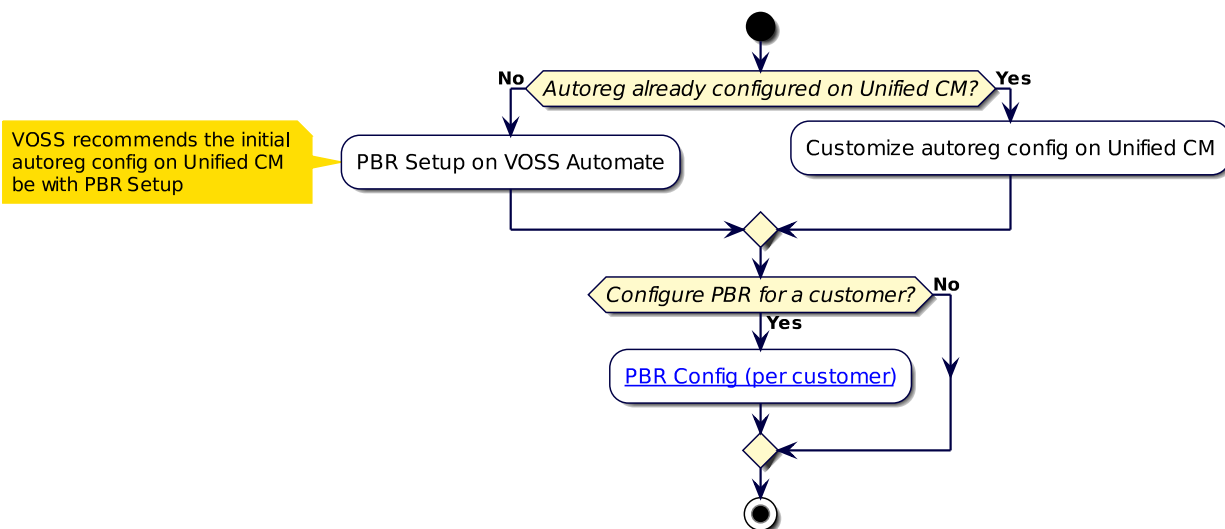 No
Autoreg already configured on Unified CM?
Yes
VOSS recommends the initial
autoreg config on Unified CM
be with PBR Setup
PBR Setup on VOSS Automate
Customize autoreg config on Unified CM
Configure PBR for a customer?
No
Yes
PBR Config (per customer)